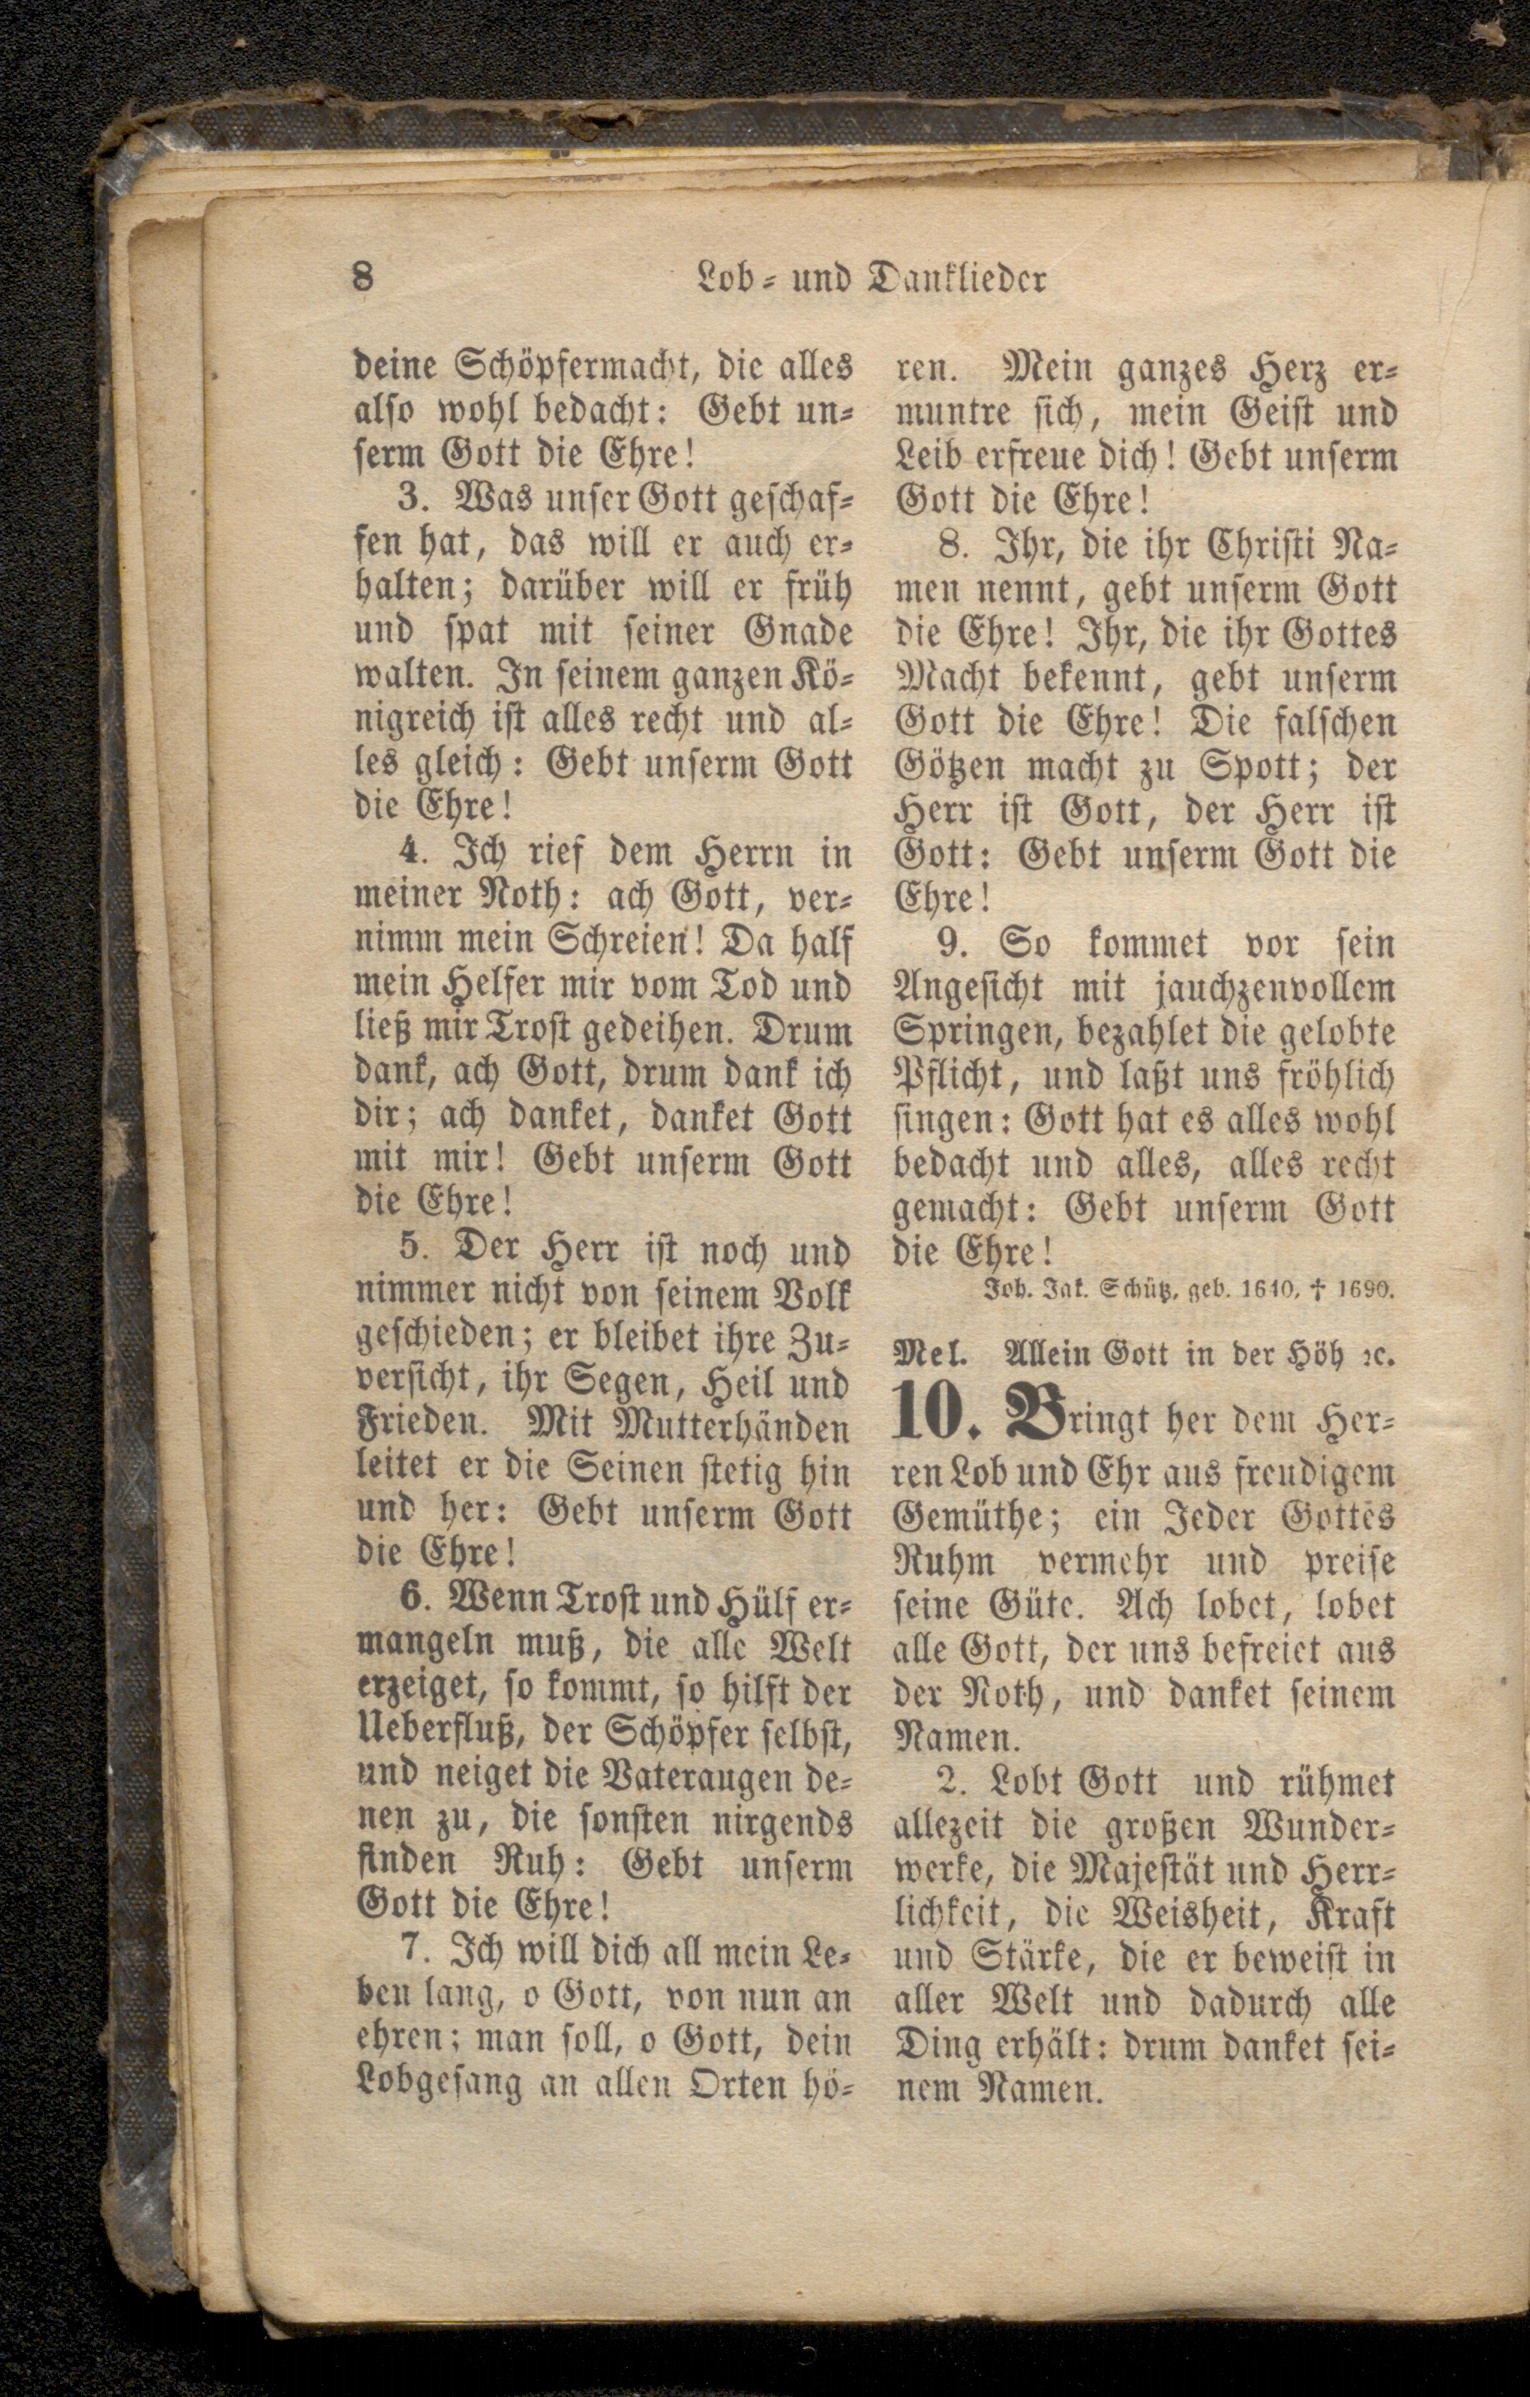 8
Lob- und Danklieder
deine Schöpfermacht, die alles
also wohl bedacht: Gebt un-
serm Gott die Ehre!
3. Was unser Gott geschaf-
fen hat, das will er auch er-
halten; darüber will er früh
und spat mit seiner Gnade
walten. In seinem ganzen Kö-
nigreich ist alles recht und al-
les gleich: Gebt unserm Gott
die Ehre!
4. Ich rief dem Herrn in
meiner Noth: ach Gott, ver-
nimm mein Schreien! Da half
mein Helfer mir vom Tod und
ließ mir Trost gedeihen. Drum
dank, ach Gott, drum dank ich
dir; ach danket, danket Gott
mit mir! Gebt unserm Gott
die Ehre!
5. Der Herr ist noch und
nimmer nicht von seinem Volk
geschieden; er bleibet ihre Zu-
versicht, ihr Segen, Heil und
Frieden. Mit Mutterhänden
leitet er die Seinen stetig hin
und her: Gebt unserm Gott
die Ehre!
6. Wenn Trost und Hülf er-
mangeln muß, die alle Welt
erzeiget, so kommt, so hilft der
Ueberfluß, der Schöpfer selbst,
und neiget die Vateraugen de-
nen zu, die sonsten nirgends
finden Ruh: Gebt unserm
Gott die Ehre!
7. Ich will dich all mein Le-
ben lang, o Gott, von nun an
ehren; man soll, o Gott, dein
Lobgesang an allen Orten hö-
ren. Mein ganzes Herz er-
muntre sich, mein Geist und
Leib erfreue dich! Gebt unserm
Gott die Ehre!
8. Ihr, die ihr Christi Na-
men nennt, gebt unserm Gott
die Ehre! Ihr, die ihr Gottes
Macht bekennt, gebt unserm
Gott die Ehre! Die falschen
Götzen macht zu Spott; der
Herr ist Gott, der Herr ist
Gott: Gebt unserm Gott die
Ehre!
9. So kommet vor sein
Angesicht mit jauchzenvollem
Springen, bezahlet die gelobte
Pflicht, und laßt uns fröhlich
singen: Gott hat es alles wohl
bedacht und alles, alles recht
gemacht: Gebt unserm Gott
die Ehre!
Joh. Jak. Schütz, geb. 1640, † 1690.
Mel. Allein Gott in der Höh ꝛc.
10. Bringt her dem Her-
ren Lob und Ehr aus freudigem
Gemüthe; ein Jeder Gottes
Ruhm vermehr und preise
seine Güte. Ach lobet, lobet
alle Gott, der uns befreiet aus
der Noth, und danket seinem
Namen.
2. Lobt Gott und rühmet
allezeit die großen Wunder-
werke, die Majestät und Herr-
lichkeit, die Weisheit, Kraft
und Stärke, die er beweist in
aller Welt und dadurch alle
Ding erhält: drum danket sei-
nem Namen.